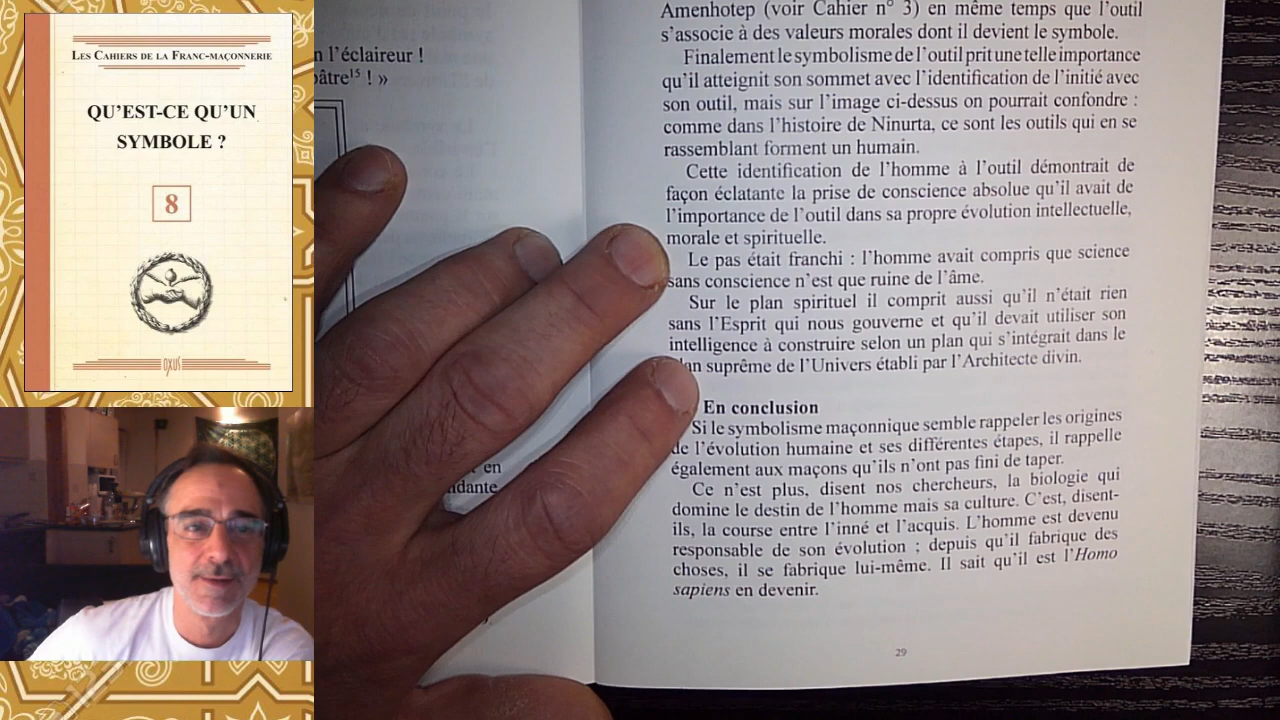 LES CAHIERS DE LA FRANC-MAÇONNERIE
QU'EST-CE QU'UN
SYMBOLE ?
8
OXUS
n l'éclaireur !
pâtre¹⁵ ! »
en
ndante
Amenhotep (voir Cahier n° 3) en même temps que l'outil
s'associe à des valeurs morales dont il devient le symbole.
Finalement le symbolisme de l'outil prit une telle importance
qu'il atteignit son sommet avec l'identification de l'initié avec
son outil, mais sur l'image ci-dessus on pourrait confondre :
comme dans l'histoire de Ninurta, ce sont les outils qui en se
rassemblant forment un humain.
Cette identification de l'homme à l'outil démontrait de
façon éclatante la prise de conscience absolue qu'il avait de
l'importance de l'outil dans sa propre évolution intellectuelle,
morale et spirituelle.
Le pas était franchi : l'homme avait compris que science
sans conscience n'est que ruine de l'âme.
Sur le plan spirituel il comprit aussi qu'il n'était rien
sans l'Esprit qui nous gouverne et qu'il devait utiliser son
intelligence à construire selon un plan qui s'intégrait dans le
an suprême de l'Univers établi par l'Architecte divin.
En conclusion
Si le symbolisme maçonnique semble rappeler les origines
de l'évolution humaine et ses différentes étapes, il rappelle
également aux maçons qu'ils n'ont pas fini de taper.
Ce n'est plus, disent nos chercheurs, la biologie qui
domine le destin de l'homme mais sa culture. C'est, disent-
ils, la course entre l'inné et l'acquis. L'homme est devenu
responsable de son évolution ; depuis qu'il fabrique des
choses, il se fabrique lui-même. Il sait qu'il est l'Homo
sapiens en devenir.
29